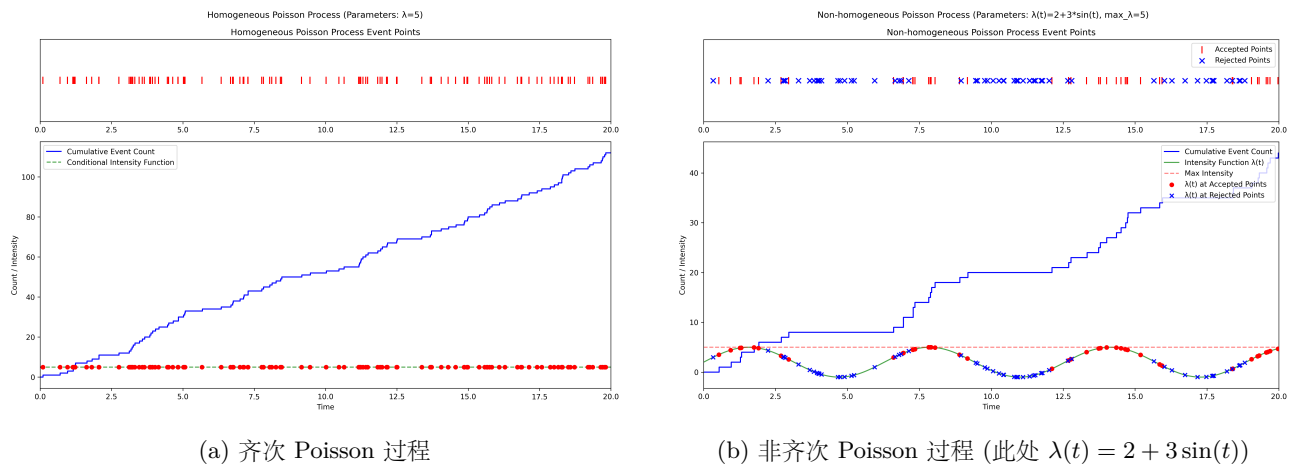 Homogeneous Poisson Process (Parameters: λ=5)
Homogeneous Poisson Process Event Points
0.0 2.5 5.0 7.5 10.0 12.5 15.0 17.5 20.0
Cumulative Event Count
Conditional Intensity Function
Count / Intensity
100
80
60
40
20
0
0.0 2.5 5.0 7.5 10.0 12.5 15.0 17.5 20.0
Time
(a) 齐次 Poisson 过程
Non-homogeneous Poisson Process (Parameters: λ(t)=2+3*sin(t), max_λ=5)
Non-homogeneous Poisson Process Event Points
Accepted Points
Rejected Points
0.0 2.5 5.0 7.5 10.0 12.5 15.0 17.5 20.0
Cumulative Event Count
Intensity Function λ(t)
Max Intensity
λ(t) at Accepted Points
λ(t) at Rejected Points
Count / Intensity
40
30
20
10
0
0.0 2.5 5.0 7.5 10.0 12.5 15.0 17.5 20.0
Time
(b) 非齐次 Poisson 过程 (此处 λ(t) = 2 + 3 sin(t))